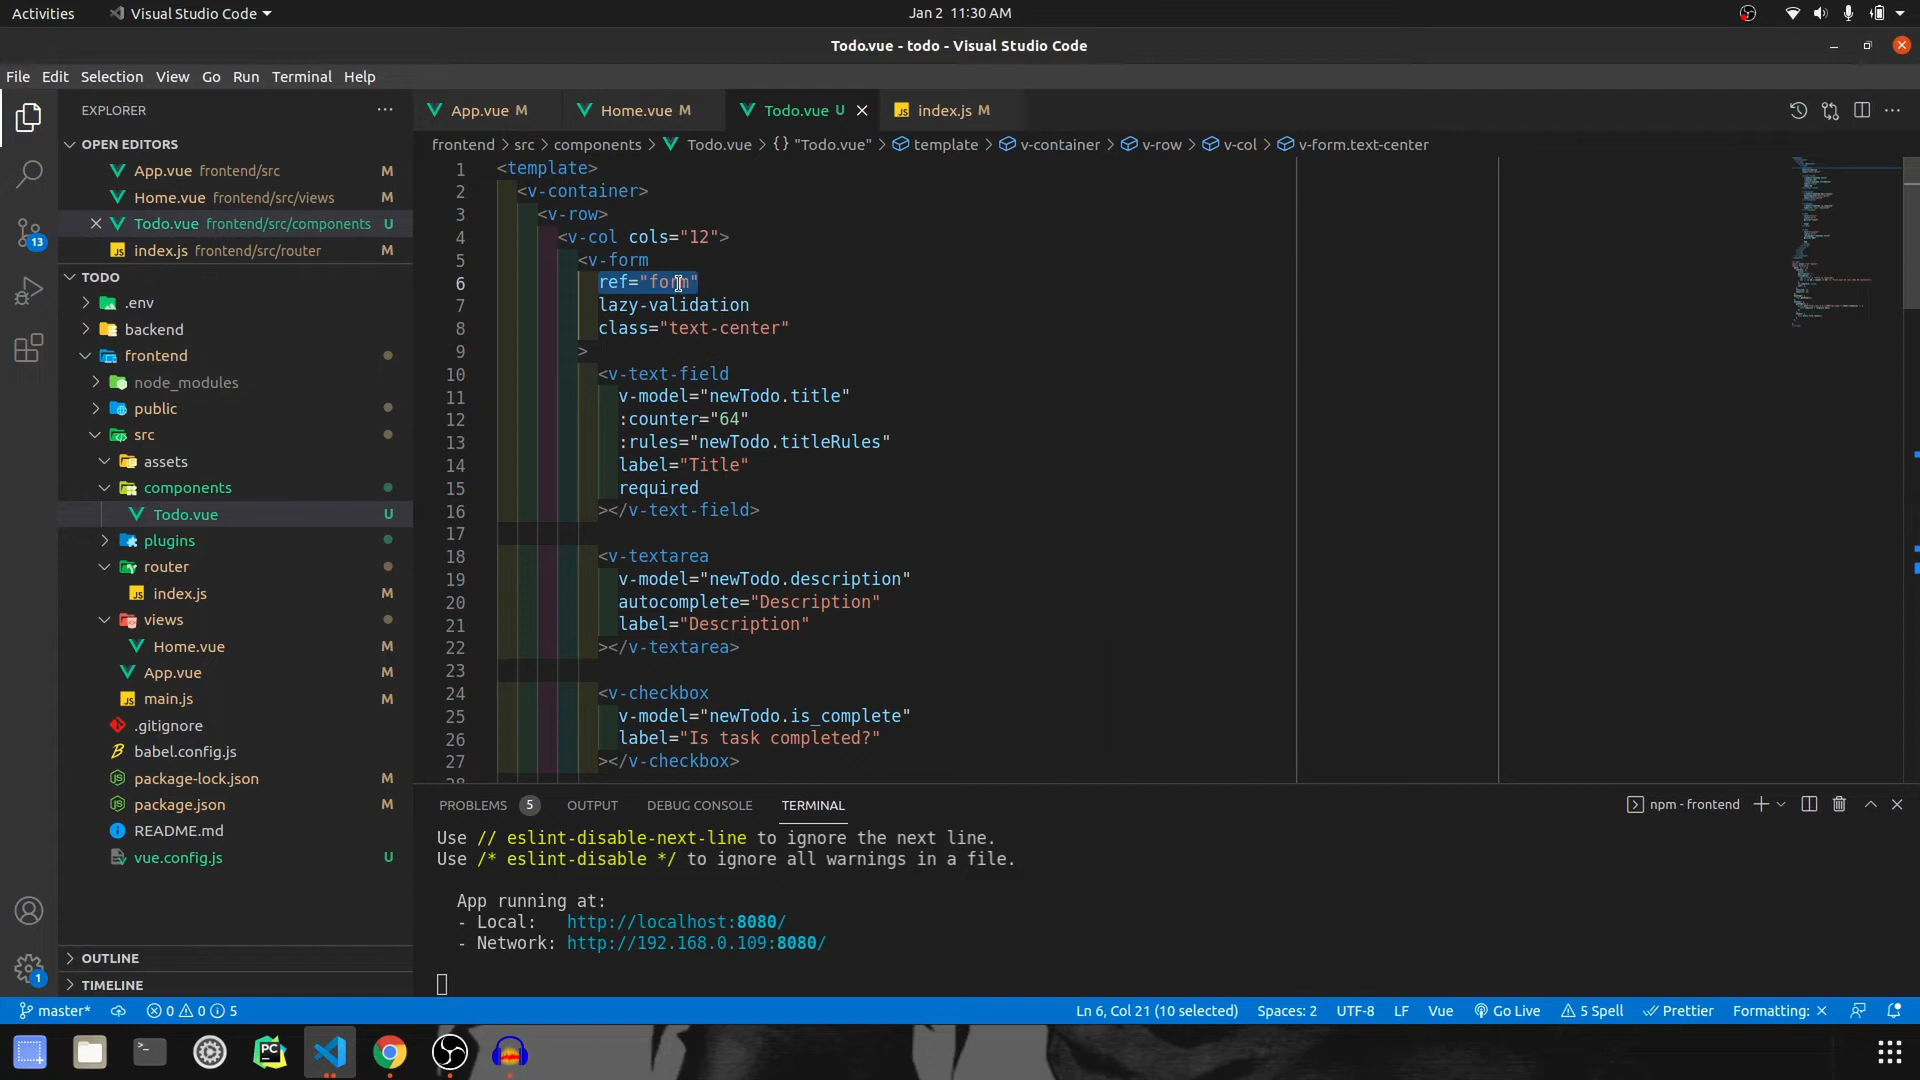 Activities
Visual Studio Code
Jan 2 11:30 AM
Todo.vue - todo - Visual Studio Code
File Edit Selection View Go Run Terminal Help
EXPLORER
App.vue M
Home.vue M
Todo.vue U
index.js M
OPEN EDITORS
App.vue frontend/src M
Home.vue frontend/src/views M
Todo.vue frontend/src/components U
index.js frontend/src/router M
TODO
.env
backend
frontend
node_modules
public
src
assets
components
Todo.vue U
plugins
router
index.js M
views
Home.vue M
App.vue M
main.js M
.gitignore
babel.config.js
package-lock.json M
package.json M
README.md
vue.config.js U
OUTLINE
TIMELINE
13
1
frontend > src > components > Todo.vue > {} "Todo.vue" > template > v-container > v-row > v-col > v-form.text-center
1 <template>
2 <v-container>
3 <v-row>
4 <v-col cols="12">
5 <v-form
6 ref="form"
7 lazy-validation
8 class="text-center"
9 >
10 <v-text-field
11 v-model="newTodo.title"
12 :counter="64"
13 :rules="newTodo.titleRules"
14 label="Title"
15 required
16 ></v-text-field>
17
18 <v-textarea
19 v-model="newTodo.description"
20 autocomplete="Description"
21 label="Description"
22 ></v-textarea>
23
24 <v-checkbox
25 v-model="newTodo.is_complete"
26 label="Is task completed?"
27 ></v-checkbox>
28
PROBLEMS 5 OUTPUT DEBUG CONSOLE TERMINAL
npm - frontend
Use // eslint-disable-next-line to ignore the next line.
Use /* eslint-disable */ to ignore all warnings in a file.
App running at:
- Local: http://localhost:8080/
- Network: http://192.168.0.109:8080/
master* 0 0 5
Ln 6, Col 21 (10 selected) Spaces: 2 UTF-8 LF Vue Go Live 5 Spell Prettier Formatting: ×
PC